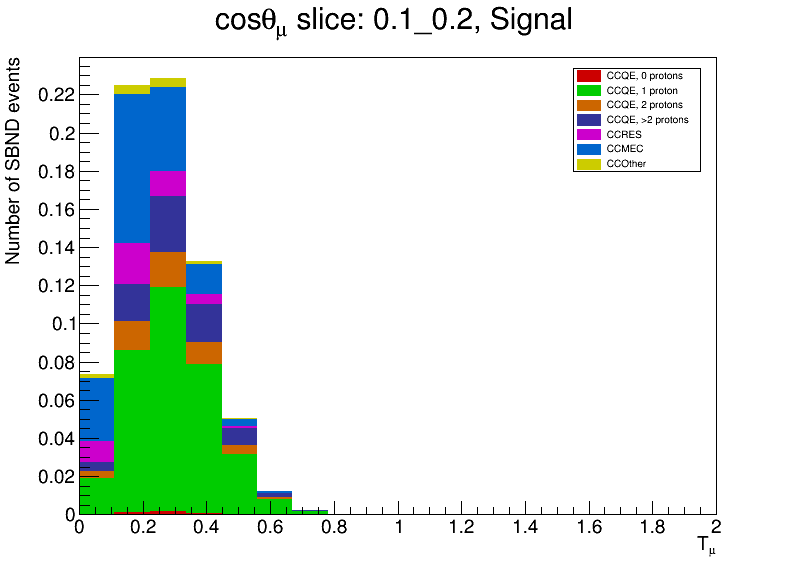 cosθμ slice: 0.1_0.2, Signal
Number of SBND events
CCQE, 0 protons
CCQE, 1 proton
CCQE, 2 protons
CCQE, >2 protons
CCRES
CCMEC
CCOther
0.22
0.2
0.18
0.16
0.14
0.12
0.1
0.08
0.06
0.04
0.02
0
0 0.2 0.4 0.6 0.8 1 1.2 1.4 1.6 1.8 2
Tμ